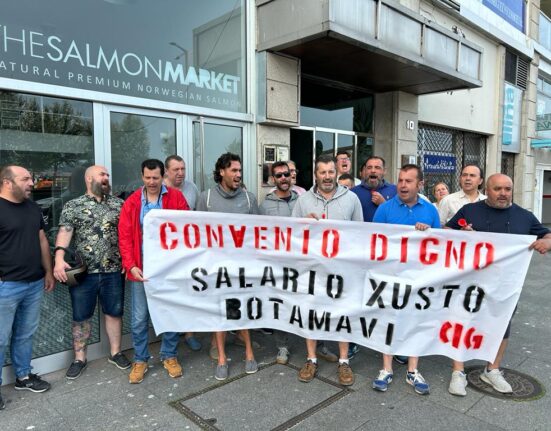 THESALMONMARKET
NATURAL PREMIUM NORWEGIAN SALMON
10
CONVENIO DIGNO
SALARIO XUSTO
BOTAMAVI CIG